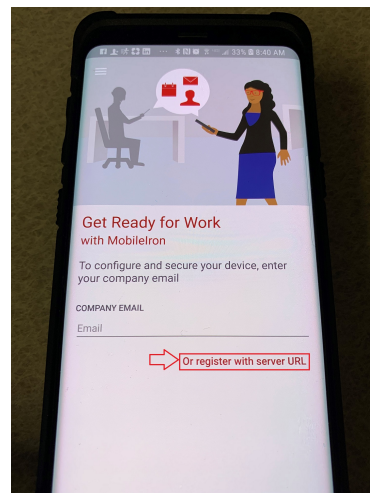 33% 8:40 AM
Get Ready for Work
with MobileIron
To configure and secure your device, enter
your company email
COMPANY EMAIL
Email
Or register with server URL